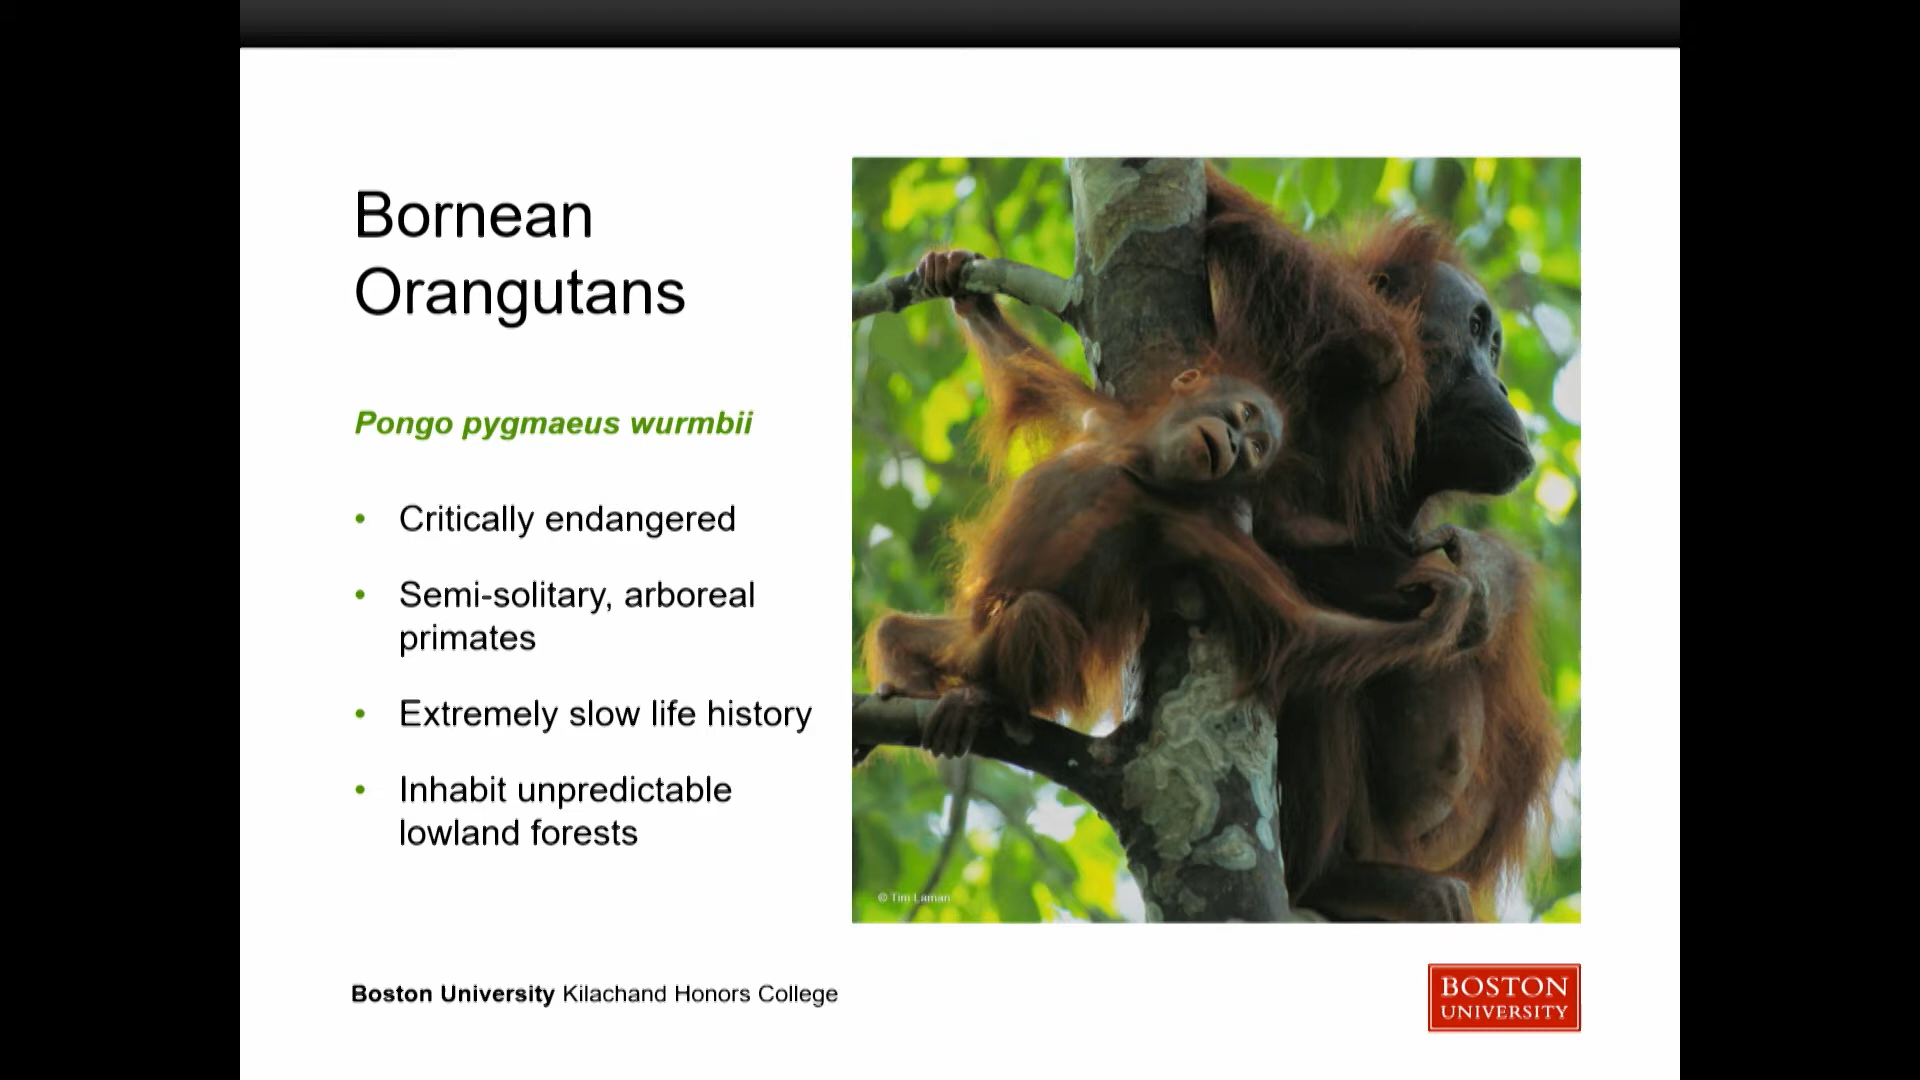 Bornean
Orangutans
Pongo pygmaeus wurmbii
• Critically endangered
• Semi-solitary, arboreal
primates
• Extremely slow life history
• Inhabit unpredictable
lowland forests
© Tim Laman
Boston University Kilachand Honors College
BOSTON
UNIVERSITY